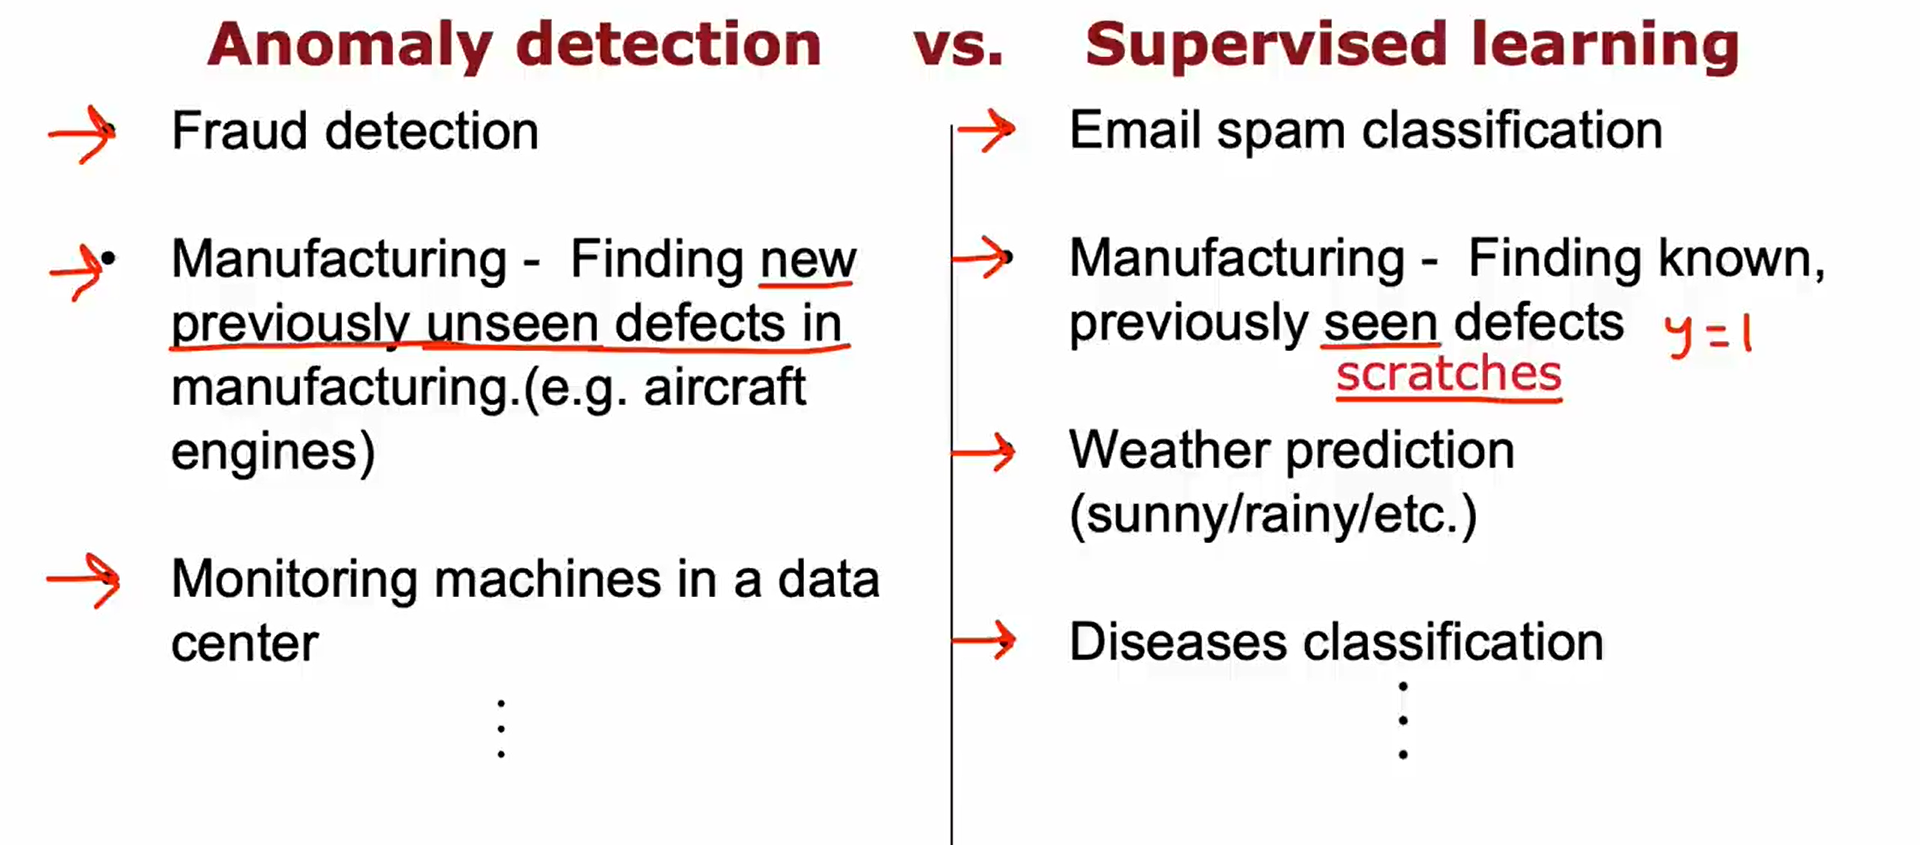 Anomaly detection vs. Supervised learning
Fraud detection
Manufacturing - Finding new
previously unseen defects in
manufacturing.(e.g. aircraft
engines)
Monitoring machines in a data
center
Email spam classification
Manufacturing - Finding known,
previously seen defects y=1
scratches
Weather prediction
(sunny/rainy/etc.)
Diseases classification